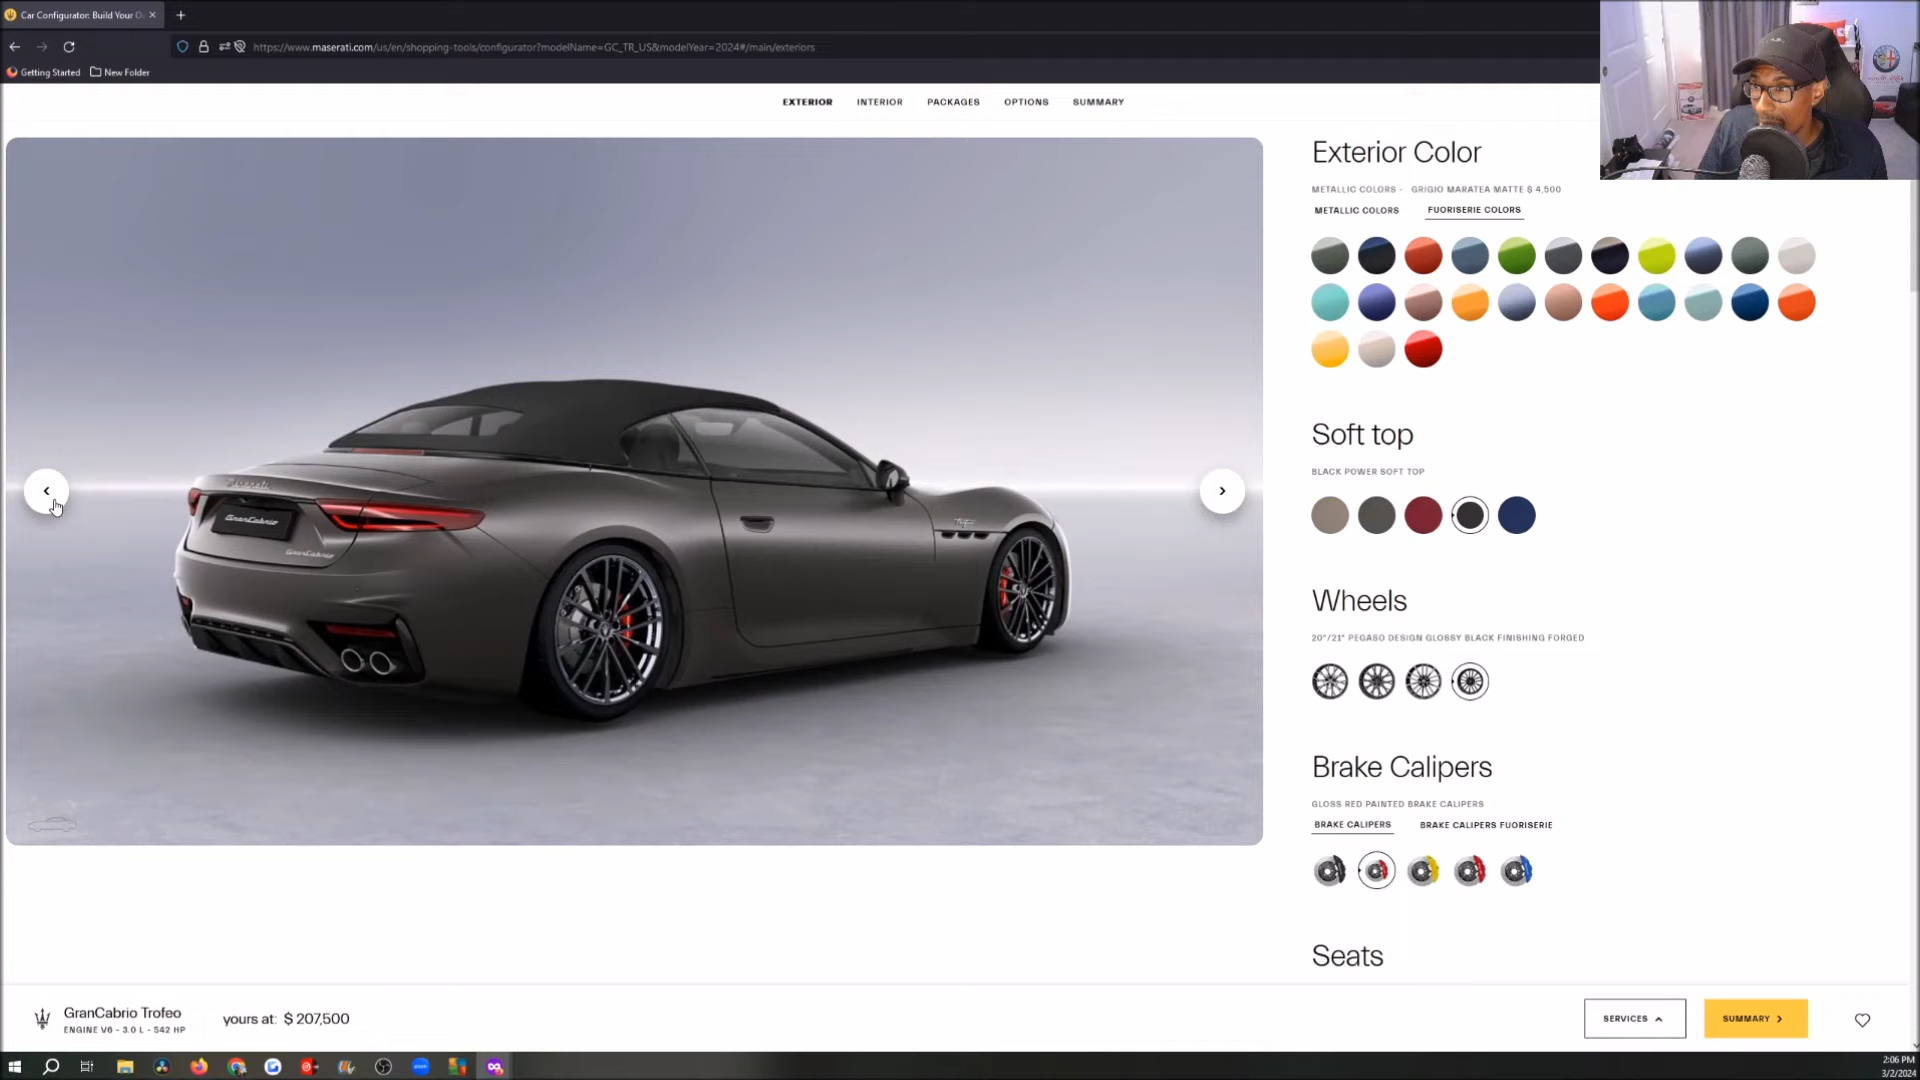 Car Configurator: Build Your O
https://www.maserati.com/us/en/shopping-tools/configurator?modelName=GC_TR_US&modelYear=2024#/main/exteriors
Getting Started
New Folder
EXTERIOR INTERIOR PACKAGES OPTIONS SUMMARY
Exterior Color
METALLIC COLORS - GRIGIO MARATEA MATTE $ 4,500
METALLIC COLORS FUORISERIE COLORS
Soft top
BLACK POWER SOFT TOP
GranCabrio
GranCabrio
Trofeo
Wheels
20"/21" PEGASO DESIGN GLOSSY BLACK FINISHING FORGED
Brake Calipers
GLOSS RED PAINTED BRAKE CALIPERS
BRAKE CALIPERS BRAKE CALIPERS FUORISERIE
Seats
GranCabrio Trofeo
ENGINE V6 - 3.0 L - 542 HP
yours at: $ 207,500
SERVICES
SUMMARY
2:06 PM
3/2/2024